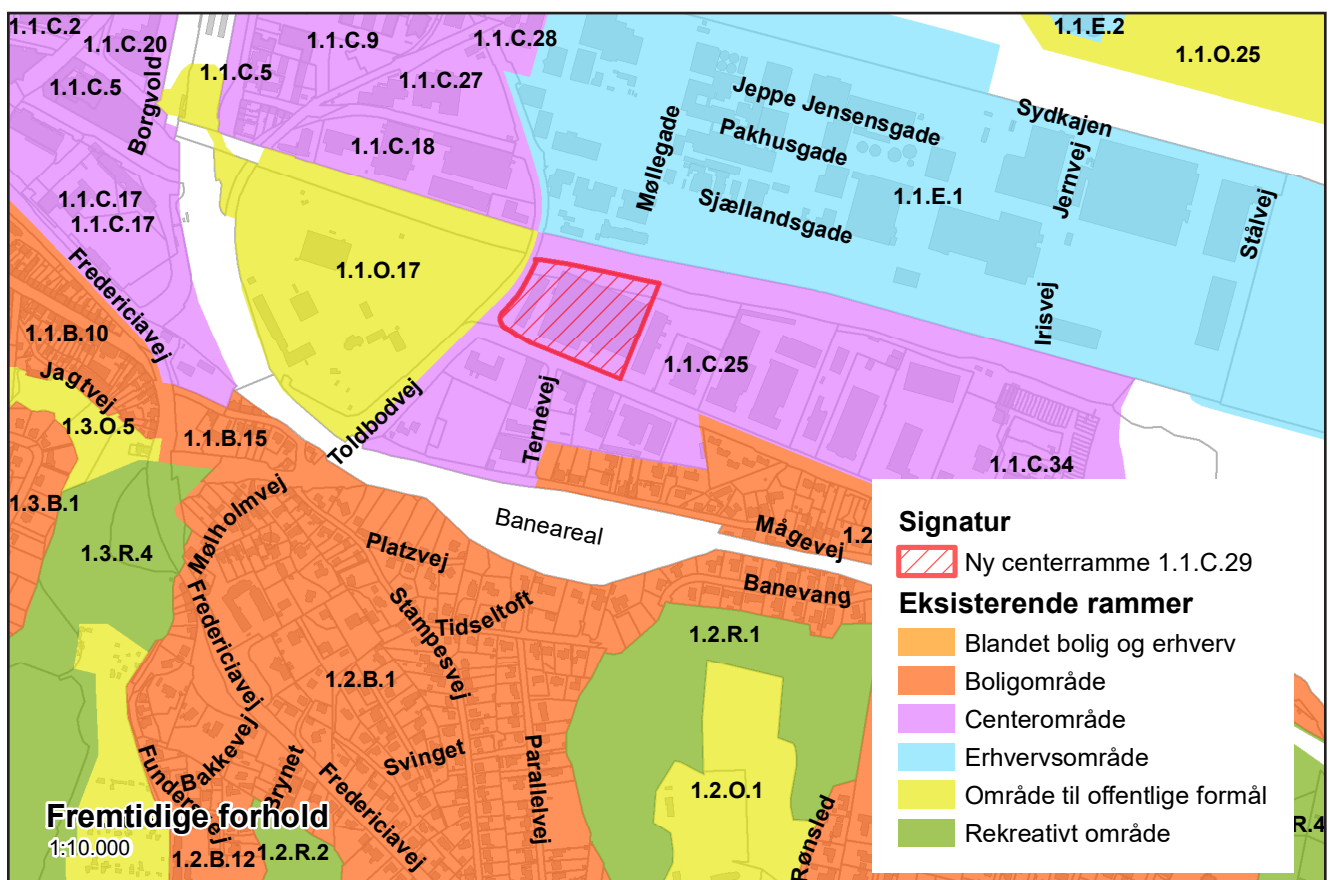 1.1.C.2
1.1.C.20
1.1.C.5
Borgvold
1.1.C.5
1.1.C.9
1.1.C.28
1.1.C.27
1.1.C.18
1.1.E.2
1.1.O.25
Jeppe Jensensgade
Pakhusgade
Sydkajen
Møllegade
Sjællandsgade
1.1.E.1
Jernvej
Stålvej
Irisvej
1.1.C.17
1.1.C.17
Fredericiavej
1.1.O.17
1.1.B.10
Jagtvej
1.3.O.5
1.1.B.15
Toldbodvej
Ternevej
1.1.C.25
1.1.C.34
1.3.B.1
1.3.R.4
Mølholmvej
Platzvej
Baneareal
Mågevej
1.2
Banevang
Fredericiavej
Stampesvej
Tidseltoft
1.2.R.1
1.2.B.1
Bakkevej
Svinget
Parallelvej
Brynet
Fredericiavej
1.2.O.1
Rønsled
1.2.B.12
1.2.R.2
R.4
Fremtidige forhold
1:10.000
Signatur
Ny centerramme 1.1.C.29
Eksisterende rammer
Blandet bolig og erhverv
Boligområde
Centerområde
Erhvervsområde
Område til offentlige formål
Rekreativt område